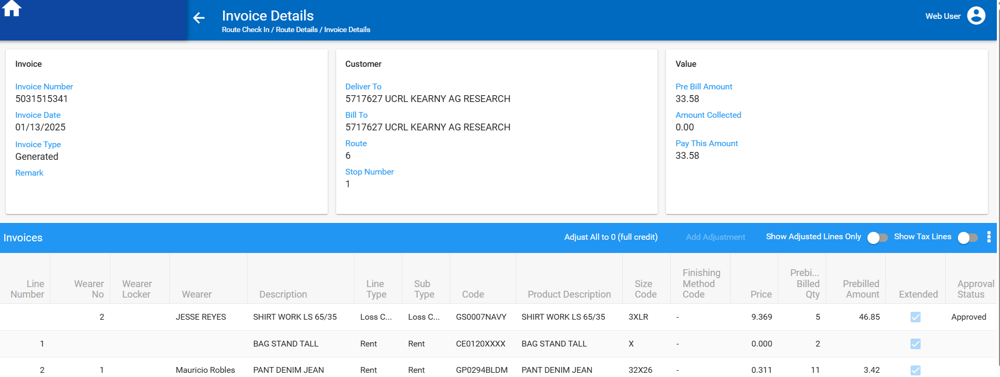 Invoice Details
Route Check In / Route Details / Invoice Details
Web User
Invoice
Invoice Number
5031515341
Invoice Date
01/13/2025
Invoice Type
Generated
Remark
Customer
Deliver To
5717627 UCRL KEARNY AG RESEARCH
Bill To
5717627 UCRL KEARNY AG RESEARCH
Route
6
Stop Number
1
Value
Pre Bill Amount
33.58
Amount Collected
0.00
Pay This Amount
33.58
Invoices
Adjust All to 0 (full credit)
Add Adjustment
Show Adjusted Lines Only
Show Tax Lines
Line Number
Wearer No
Wearer Locker
Wearer
Description
Line Type
Sub Type
Code
Product Description
Size Code
Finishing Method Code
Price
Prebi... Billed Qty
Prebilled Amount
Extended
Approval Status
2 JESSE REYES SHIRT WORK LS 65/35 Loss C... Loss C... GS0007NAVY SHIRT WORK LS 65/35 3XLR - 9.369 5 46.85 Approved
1 BAG STAND TALL Rent Rent CE0120XXXX BAG STAND TALL X - 0.000 2
2 1 Mauricio Robles PANT DENIM JEAN Rent Rent GP0294BLDM PANT DENIM JEAN 32X26 - 0.311 11 3.42